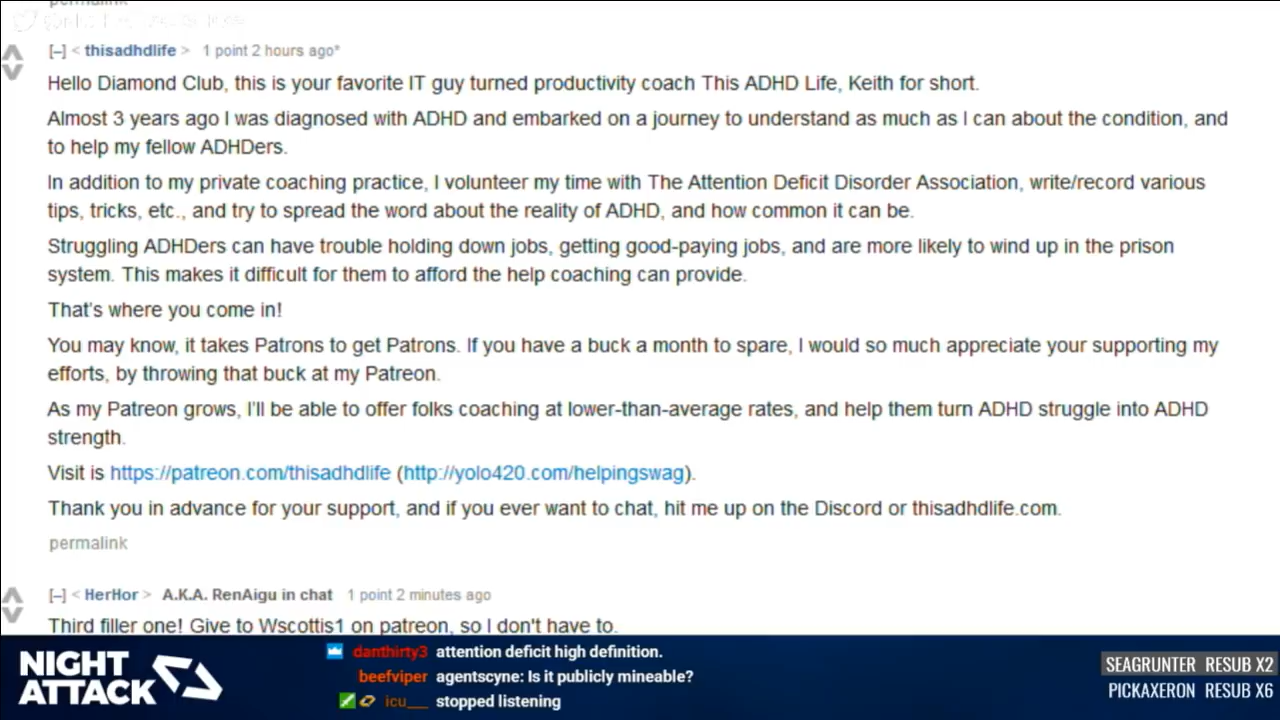 permalink
[–] < thisadhdlife > 1 point 2 hours ago*
Hello Diamond Club, this is your favorite IT guy turned productivity coach This ADHD Life, Keith for short.
Almost 3 years ago I was diagnosed with ADHD and embarked on a journey to understand as much as I can about the condition, and
to help my fellow ADHDers.
In addition to my private coaching practice, I volunteer my time with The Attention Deficit Disorder Association, write/record various
tips, tricks, etc., and try to spread the word about the reality of ADHD, and how common it can be.
Struggling ADHDers can have trouble holding down jobs, getting good-paying jobs, and are more likely to wind up in the prison
system. This makes it difficult for them to afford the help coaching can provide.
That's where you come in!
You may know, it takes Patrons to get Patrons. If you have a buck a month to spare, I would so much appreciate your supporting my
efforts, by throwing that buck at my Patreon.
As my Patreon grows, I'll be able to offer folks coaching at lower-than-average rates, and help them turn ADHD struggle into ADHD
strength.
Visit is https://patreon.com/thisadhdlife (http://yolo420.com/helpingswag).
Thank you in advance for your support, and if you ever want to chat, hit me up on the Discord or thisadhdlife.com.
permalink
[–] < HerHor > A.K.A. RenAigu in chat 1 point 2 minutes ago
Third filler one! Give to Wscottis1 on patreon, so I don't have to.
NIGHT
ATTACK
danthirty3 attention deficit high definition.
beefviper agentscyne: Is it publicly mineable?
icu___ stopped listening
SEAGRUNTER RESUB X2
PICKAXERON RESUB X6